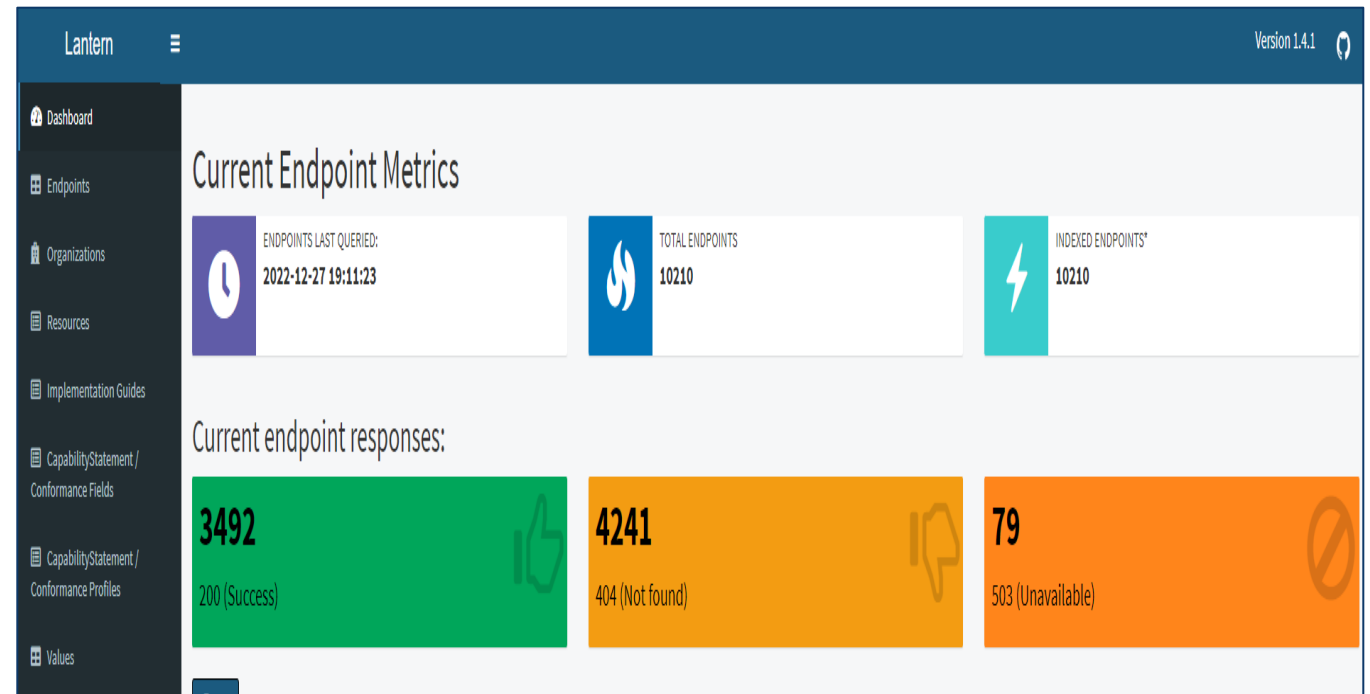 Lantern
Version 1.4.1
Dashboard
Endpoints
Organizations
Resources
Implementation Guides
CapabilityStatement /
Conformance Fields
CapabilityStatement /
Conformance Profiles
Values
Current Endpoint Metrics
ENDPOINTS LAST QUERIED:
2022-12-27 19:11:23
TOTAL ENDPOINTS
10210
INDEXED ENDPOINTS*
10210
Current endpoint responses:
3492
200 (Success)
4241
404 (Not found)
79
503 (Unavailable)